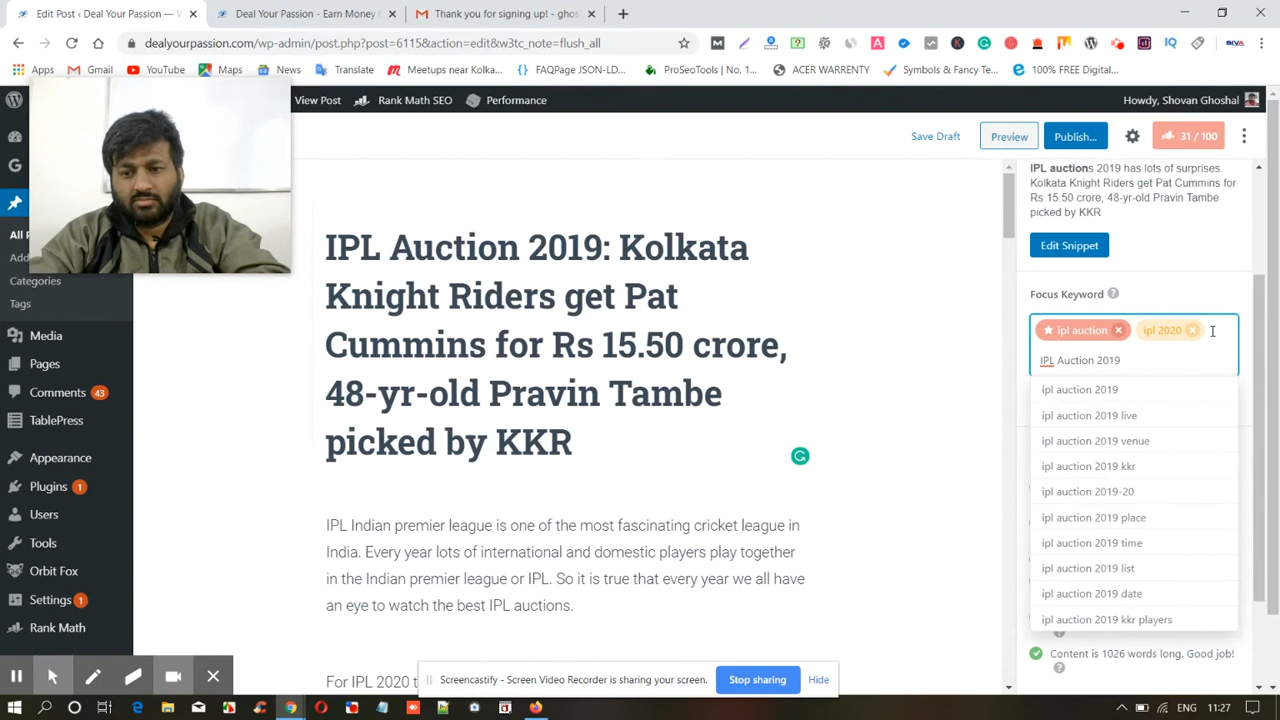 Edit Post ‹ Deal Your Passion —
Deal Your Passion - Earn Money
Thank you for signing up! - ghos
dealyourpassion.com/wp-admin/post.php?post=6115&action=edit&w3tc_note=flush_all
Apps
Gmail
YouTube
Maps
News
Translate
Meetups near Kolka...
FAQPage JSON-LD...
ProSeoTools | No. 1...
ACER WARRENTY
Symbols & Fancy Te...
100% FREE Digital...
View Post
Rank Math SEO
Performance
Howdy, Shovan Ghoshal
Save Draft
Preview
Publish...
31 / 100
All P
Add
Categories
Tags
Media
Pages
Comments 43
TablePress
Appearance
Plugins 1
Users
Tools
Orbit Fox
Settings 1
Rank Math
IPL Auction 2019: Kolkata
Knight Riders get Pat
Cummins for Rs 15.50 crore,
48-yr-old Pravin Tambe
picked by KKR
IPL Indian premier league is one of the most fascinating cricket league in
India. Every year lots of international and domestic players play together
in the Indian premier league or IPL. So it is true that every year we all have
an eye to watch the best IPL auctions.
For IPL 2020 t
IPL auctions 2019 has lots of surprises.
Kolkata Knight Riders get Pat Cummins for
Rs 15.50 crore, 48-yr-old Pravin Tambe
picked by KKR
Edit Snippet
Focus Keyword
ipl auction
ipl 2020
IPL Auction 2019
ipl auction 2019
ipl auction 2019 live
ipl auction 2019 venue
ipl auction 2019 kkr
ipl auction 2019-20
ipl auction 2019 place
ipl auction 2019 time
ipl auction 2019 list
ipl auction 2019 date
ipl auction 2019 kkr players
Content is 1026 words long. Good job!
Screencastify - Screen Video Recorder is sharing your screen.
Stop sharing
Hide
ENG
11:27